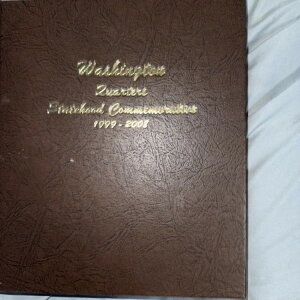 Washington
Quarters
Statehood Commemorative
1999-2008